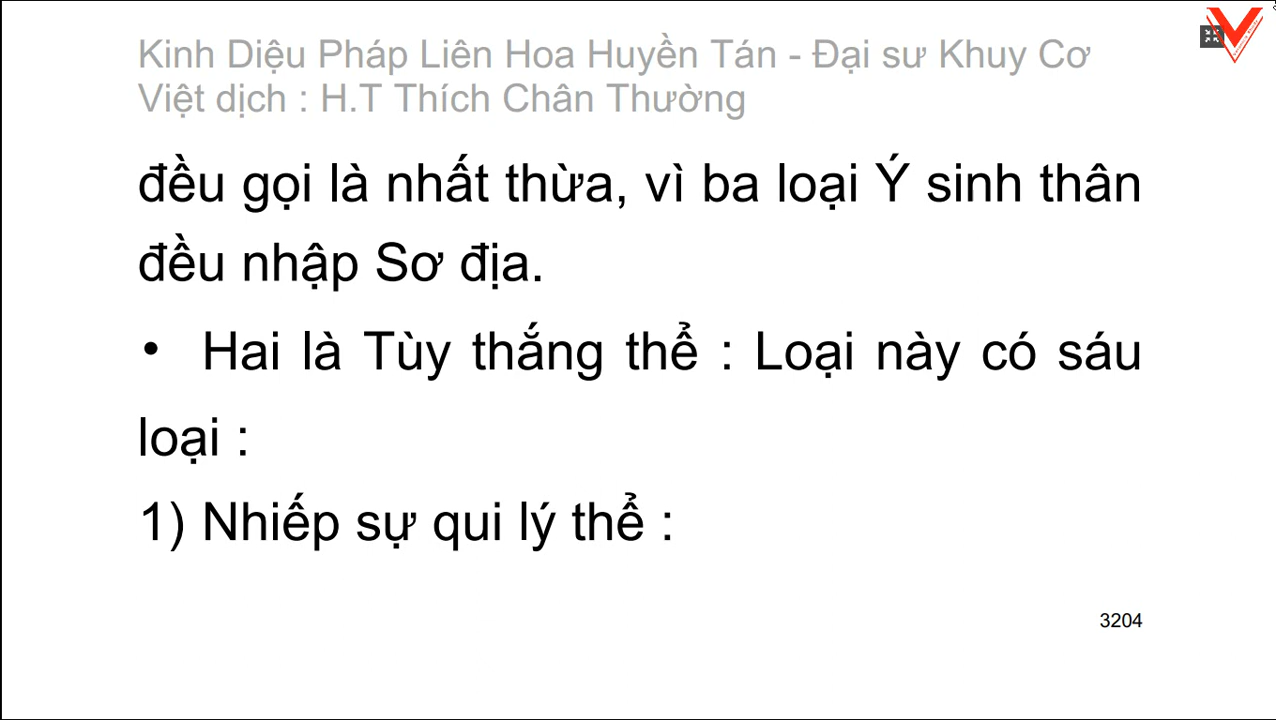 Kinh Diệu Pháp Liên Hoa Huyền Tán - Đại sư Khuy Cơ
Việt dịch : H.T Thích Chân Thường
đều gọi là nhất thừa, vì ba loại Ý sinh thân
đều nhập Sơ địa.
• Hai là Tùy thắng thể : Loại này có sáu
loại :
1) Nhiếp sự qui lý thể :
3204